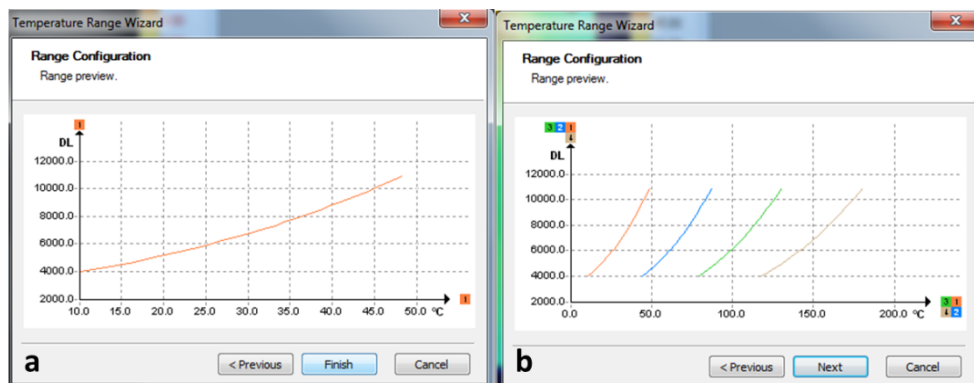 Temperature Range Wizard
Range Configuration
Range preview.
1
DL
12000.0
10000.0
8000.0
6000.0
4000.0
2000.0
10.0 15.0 20.0 25.0 30.0 35.0 40.0 45.0 50.0 °C 1
a
< Previous Finish Cancel
Temperature Range Wizard
Range Configuration
Range preview.
3 2 1
DL
12000.0
10000.0
8000.0
6000.0
4000.0
2000.0
0.0 50.0 100.0 150.0 200.0 °C
3 1
2
b
< Previous Next Cancel